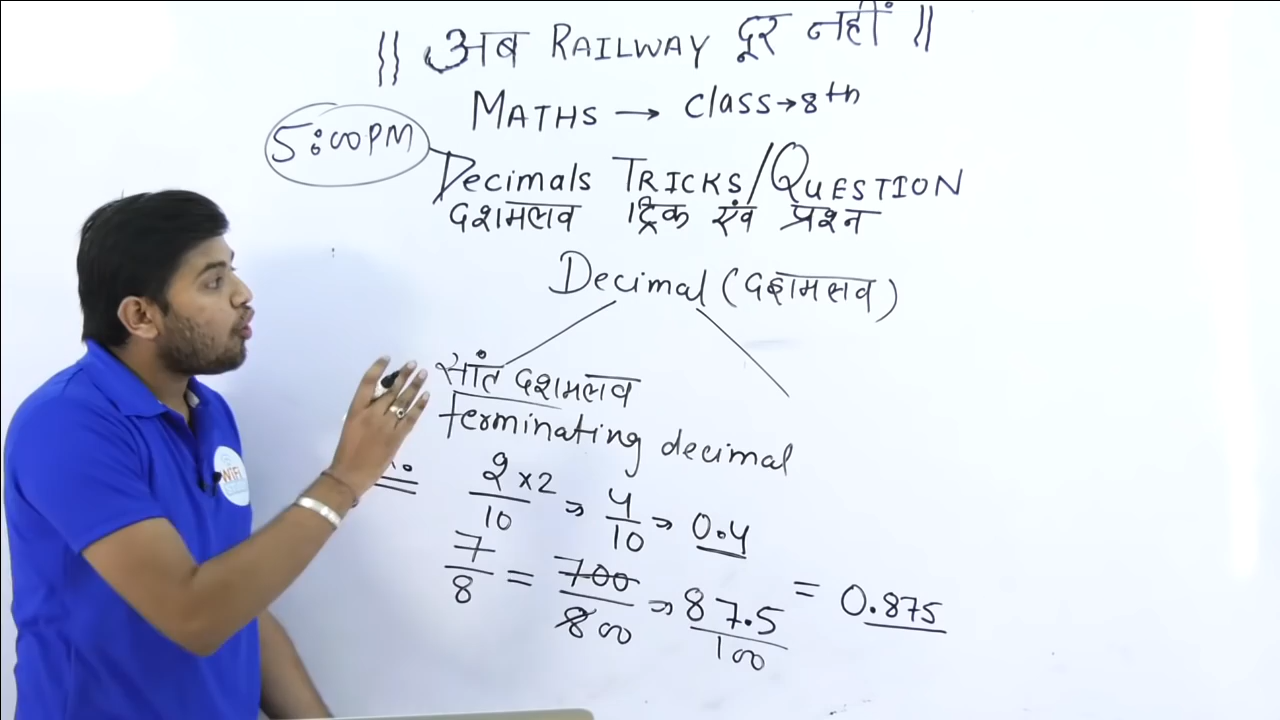 || अब RAILWAY दूर नहीं ||
MATHS → Class→8th
5:00PM
Decimals TRICKS/QUESTION
दशमलव ट्रिक एंव प्रश्न
Decimal (दशमलव)
सांत दशमलव
terminating decimal
2×2/10 ⇒ 4/10 ⇒ 0.4
7/8 = 700/800 ⇒ 87.5/100 = 0.875
WiFi